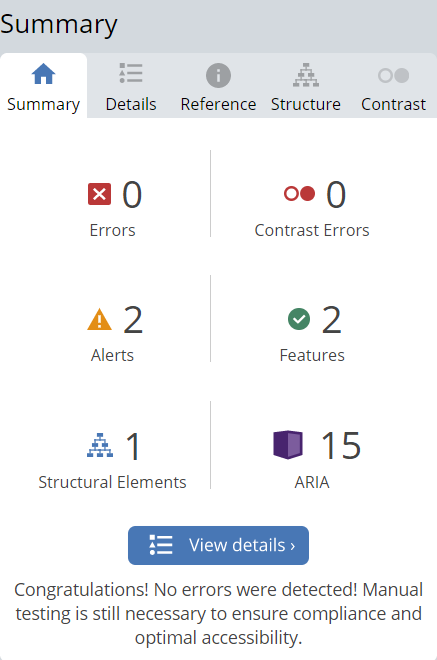 Summary
Summary Details Reference Structure Contrast
0 0
Errors Contrast Errors
2 2
Alerts Features
1 15
Structural Elements ARIA
View details ›
Congratulations! No errors were detected! Manual
testing is still necessary to ensure compliance and
optimal accessibility.